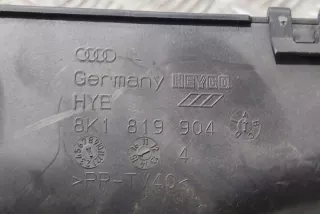 Germany HEYCO
HYE
8K1 819 904
4
>PP-TV40<